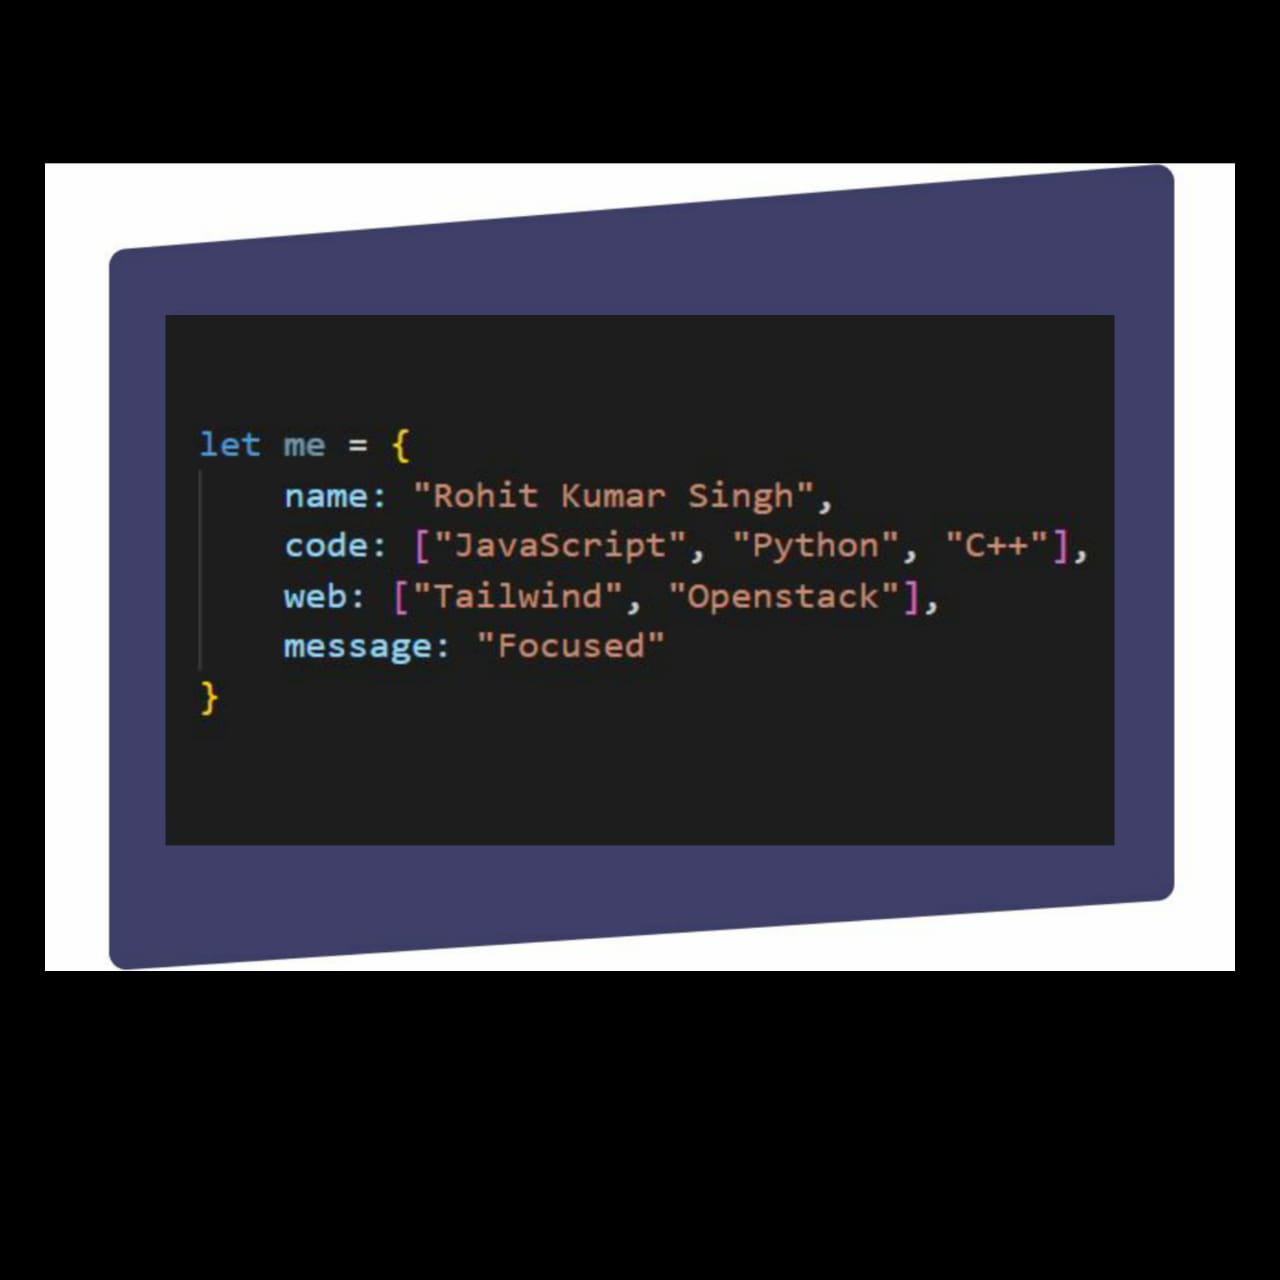 let me = {
name: "Rohit Kumar Singh",
code: ["JavaScript", "Python", "C++"],
web: ["Tailwind", "Openstack"],
message: "Focused"
}